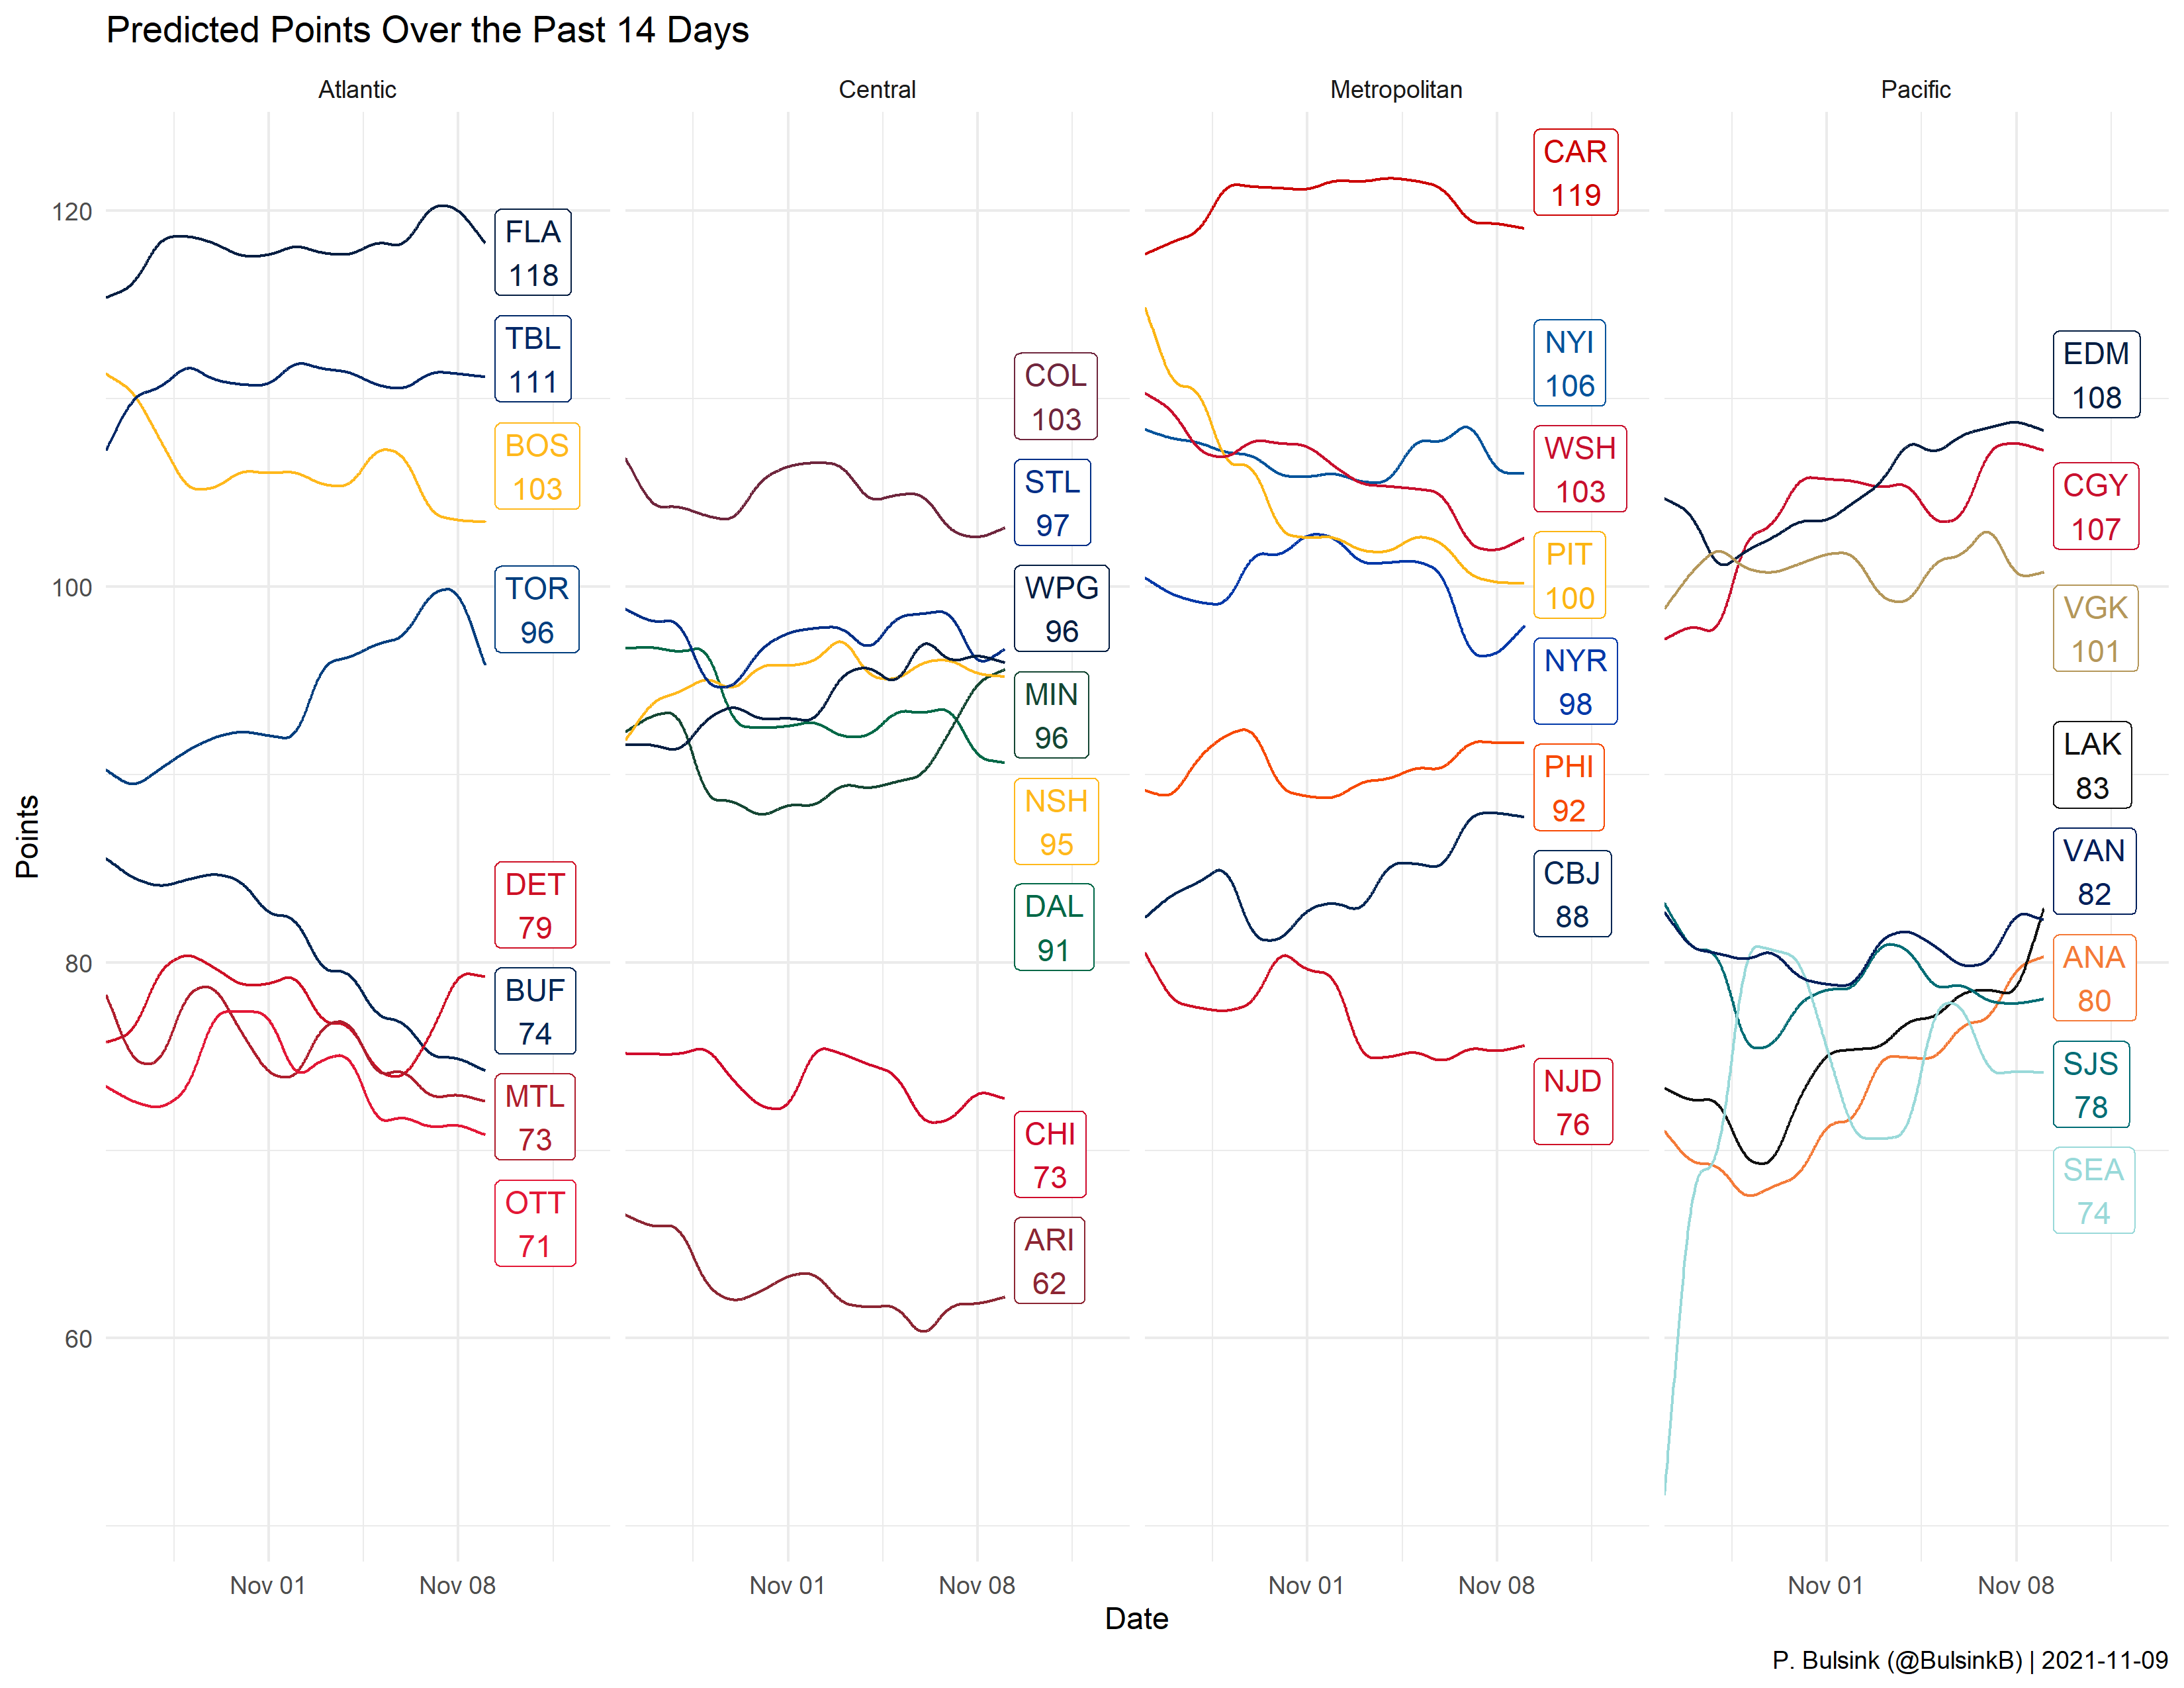 Predicted Points Over the Past 14 Days
Atlantic
Central
Metropolitan
Pacific
Points
120
100
80
60
FLA
118
TBL
111
BOS
103
TOR
96
DET
79
BUF
74
MTL
73
OTT
71
COL
103
STL
97
WPG
96
MIN
96
NSH
95
DAL
91
CHI
73
ARI
62
CAR
119
NYI
106
WSH
103
PIT
100
NYR
98
PHI
92
CBJ
88
NJD
76
EDM
108
CGY
107
VGK
101
LAK
83
VAN
82
ANA
80
SJS
78
SEA
74
Nov 01
Nov 08
Nov 01
Nov 08
Nov 01
Nov 08
Nov 01
Nov 08
Date
P. Bulsink (@BulsinkB) | 2021-11-09